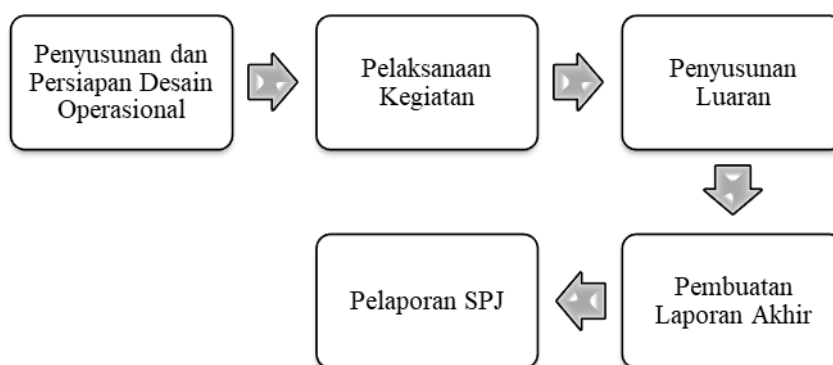 Penyusunan dan
Persiapan Desain
Operasional
Pelaksanaan
Kegiatan
Penyusunan
Luaran
Pembuatan
Laporan Akhir
Pelaporan SPJ